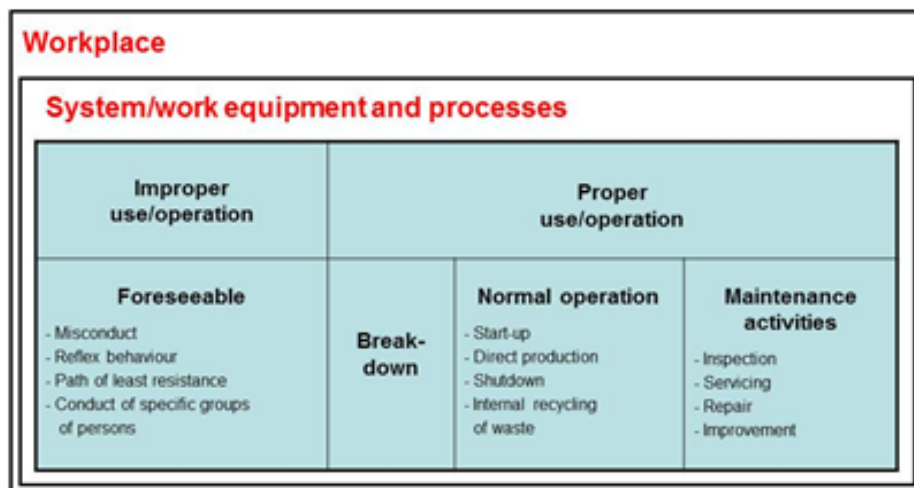 Workplace
System/work equipment and processes
Improper
use/operation
Proper
use/operation
Foreseeable
- Misconduct
- Reflex behaviour
- Path of least resistance
- Conduct of specific groups
of persons
Break-
down
Normal operation
- Start-up
- Direct production
- Shutdown
- Internal recycling
of waste
Maintenance
activities
- Inspection
- Servicing
- Repair
- Improvement